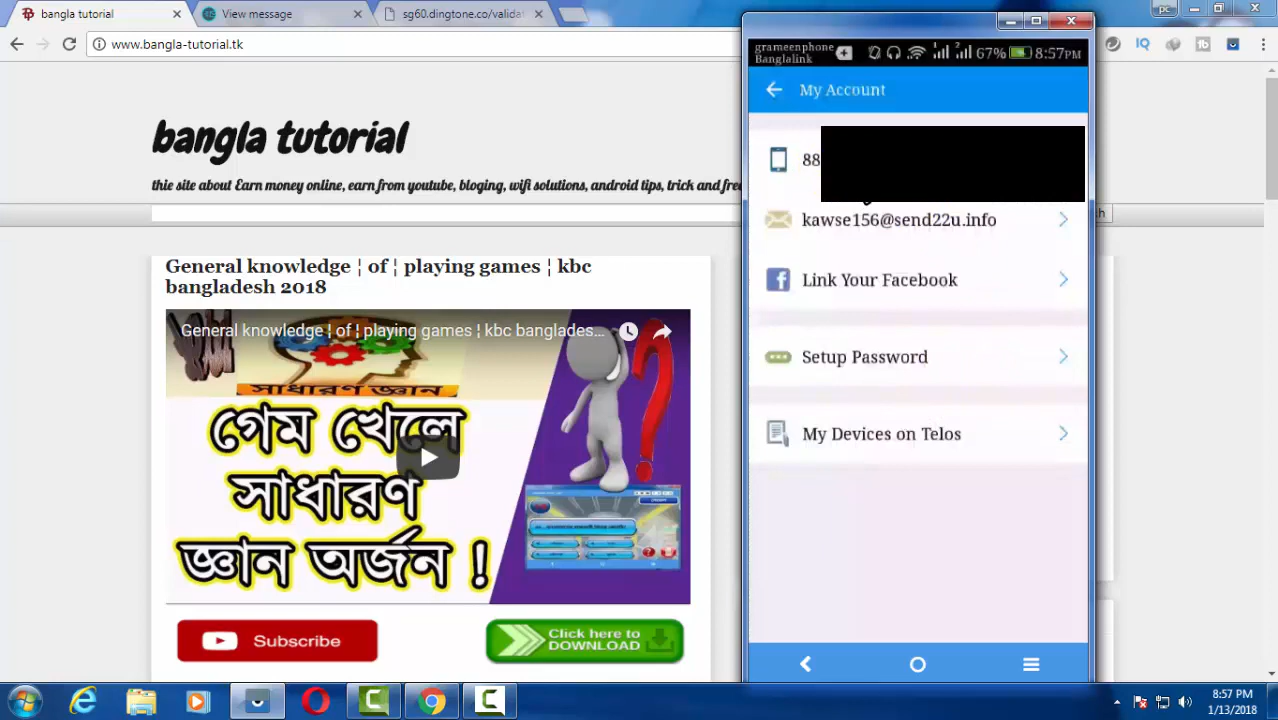 bangla tutorial
View message
sg60.dingtone.co/valida
pc
www.bangla-tutorial.tk
bangla tutorial
thie site about Earn money online, earn from youtube, bloging, wifi solutions, android tips, trick and free
General knowledge ¦ of ¦ playing games ¦ kbc
bangladesh 2018
General knowledge ¦ of ¦ playing games ¦ kbc banglades...
সাধারণ জ্ঞান
গেম খেলে
সাধারণ
জ্ঞান অর্জন !
Subscribe
Click here to
DOWNLOAD
grameenphone
Banglalink
67%
8:57PM
My Account
88
kawse156@send22u.info
Link Your Facebook
Setup Password
My Devices on Telos
8:57 PM
1/13/2018